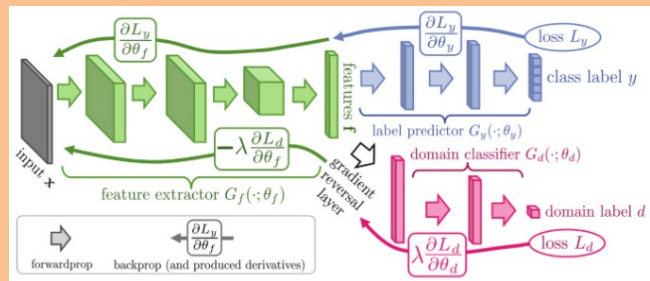 ∂L_y/∂θ_f
∂L_y/∂θ_y
loss L_y
features f
class label y
label predictor G_y(·; θ_y)
−λ ∂L_d/∂θ_f
input x
feature extractor G_f(·; θ_f)
gradient
reversal
layer
domain classifier G_d(·; θ_d)
domain label d
∂L_y/∂θ_f
forwardprop
backprop (and produced derivatives)
λ ∂L_d/∂θ_d
loss L_d